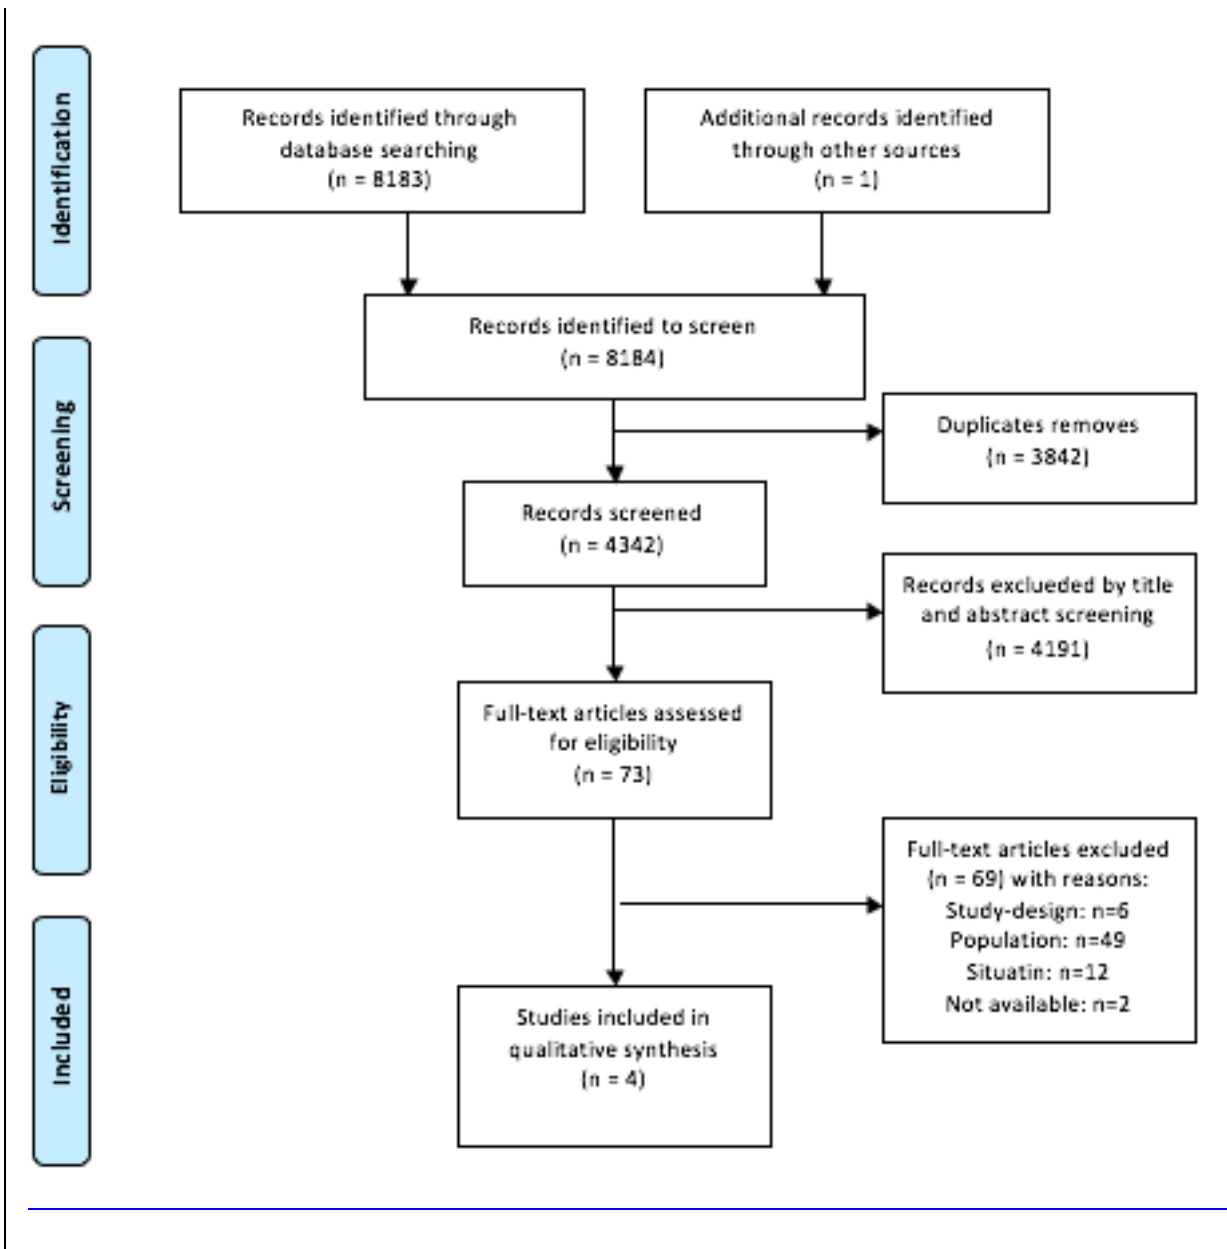 Identification
Records identified through
database searching
(n = 8183)
Additional records identified
through other sources
(n = 1)
Records identified to screen
(n = 8184)
Screening
Duplicates removes
(n = 3842)
Records screened
(n = 4342)
Records exclueded by title
and abstract screening
(n = 4191)
Eligibility
Full-text articles assessed
for eligibility
(n = 73)
Full-text articles excluded
(n = 69) with reasons:
Study-design: n=6
Population: n=49
Situatin: n=12
Not available: n=2
Included
Studies included in
qualitative synthesis
(n = 4)